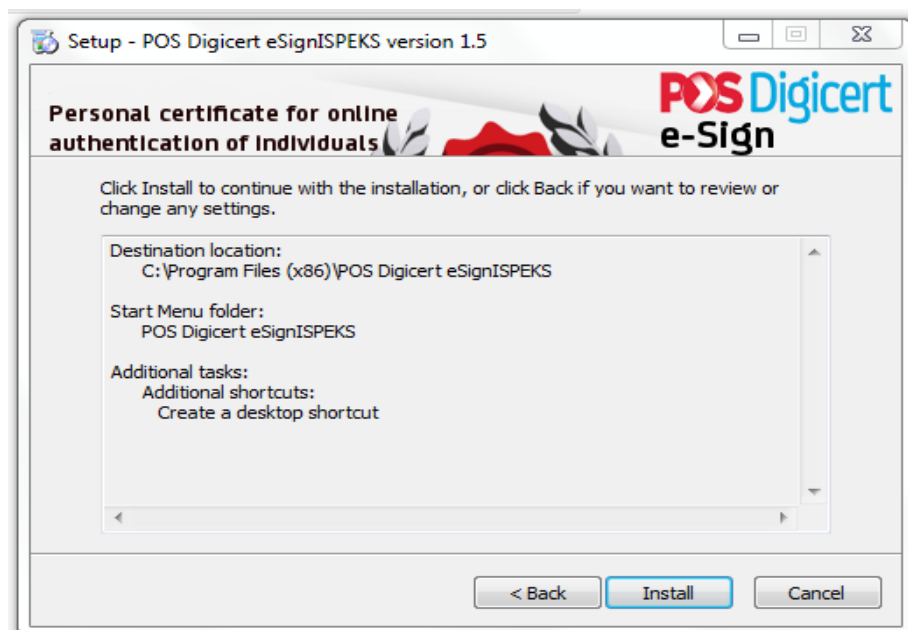 Setup - POS Digicert eSignISPEKS version 1.5
Personal certificate for online
authentication of individuals
POS Digicert
e-Sign
Click Install to continue with the installation, or click Back if you want to review or
change any settings.
Destination location:
C:\Program Files (x86)\POS Digicert eSignISPEKS
Start Menu folder:
POS Digicert eSignISPEKS
Additional tasks:
Additional shortcuts:
Create a desktop shortcut
< Back
Install
Cancel